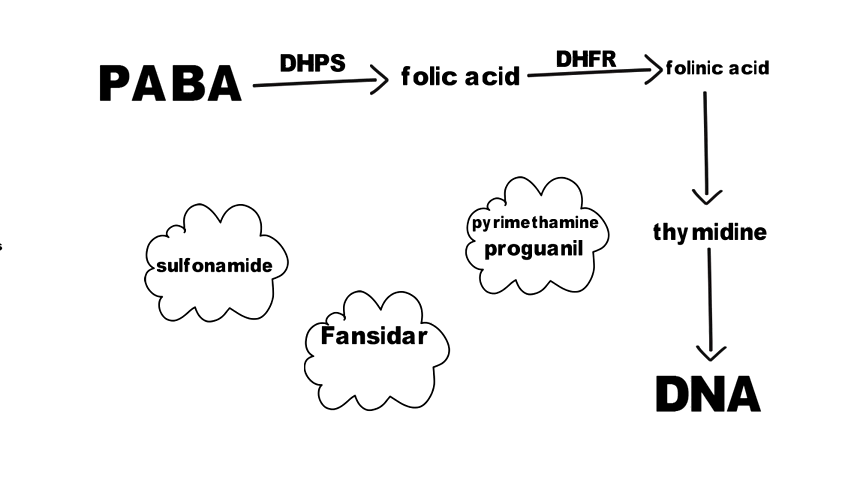 DHPS
DHFR
PABA
folic acid
folinic acid
pyrimethamine
proguanil
thymidine
sulfonamide
Fansidar
DNA